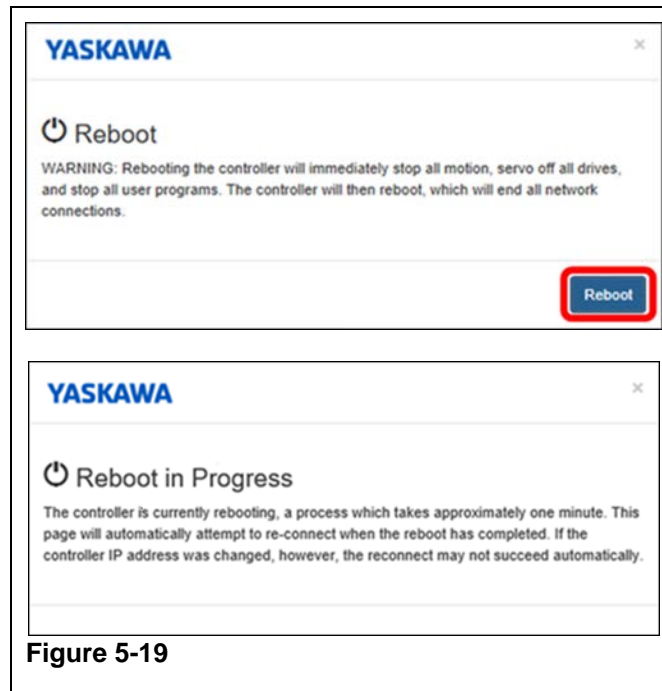 YASKAWA
×
Reboot
WARNING: Rebooting the controller will immediately stop all motion, servo off all drives,
and stop all user programs. The controller will then reboot, which will end all network
connections.
Reboot
YASKAWA
×
Reboot in Progress
The controller is currently rebooting, a process which takes approximately one minute. This
page will automatically attempt to re-connect when the reboot has completed. If the
controller IP address was changed, however, the reconnect may not succeed automatically.
Figure 5-19